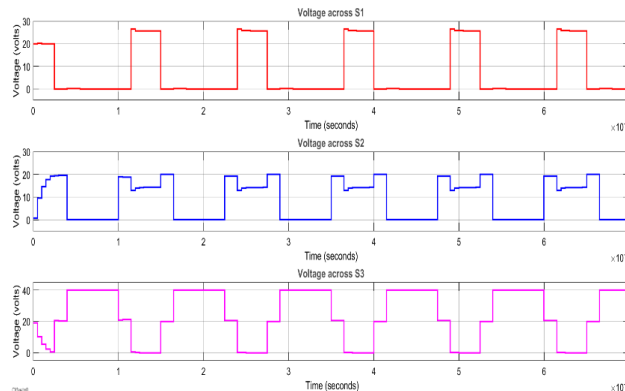 Voltage across S1
Voltage (volts)
30
20
10
0
0 1 2 3 4 5 6
Time (seconds)
Voltage across S2
Voltage (volts)
30
20
10
0
0 1 2 3 4 5 6
Time (seconds)
Voltage across S3
Voltage (volts)
40
20
0
0 1 2 3 4 5 6
Time (seconds)